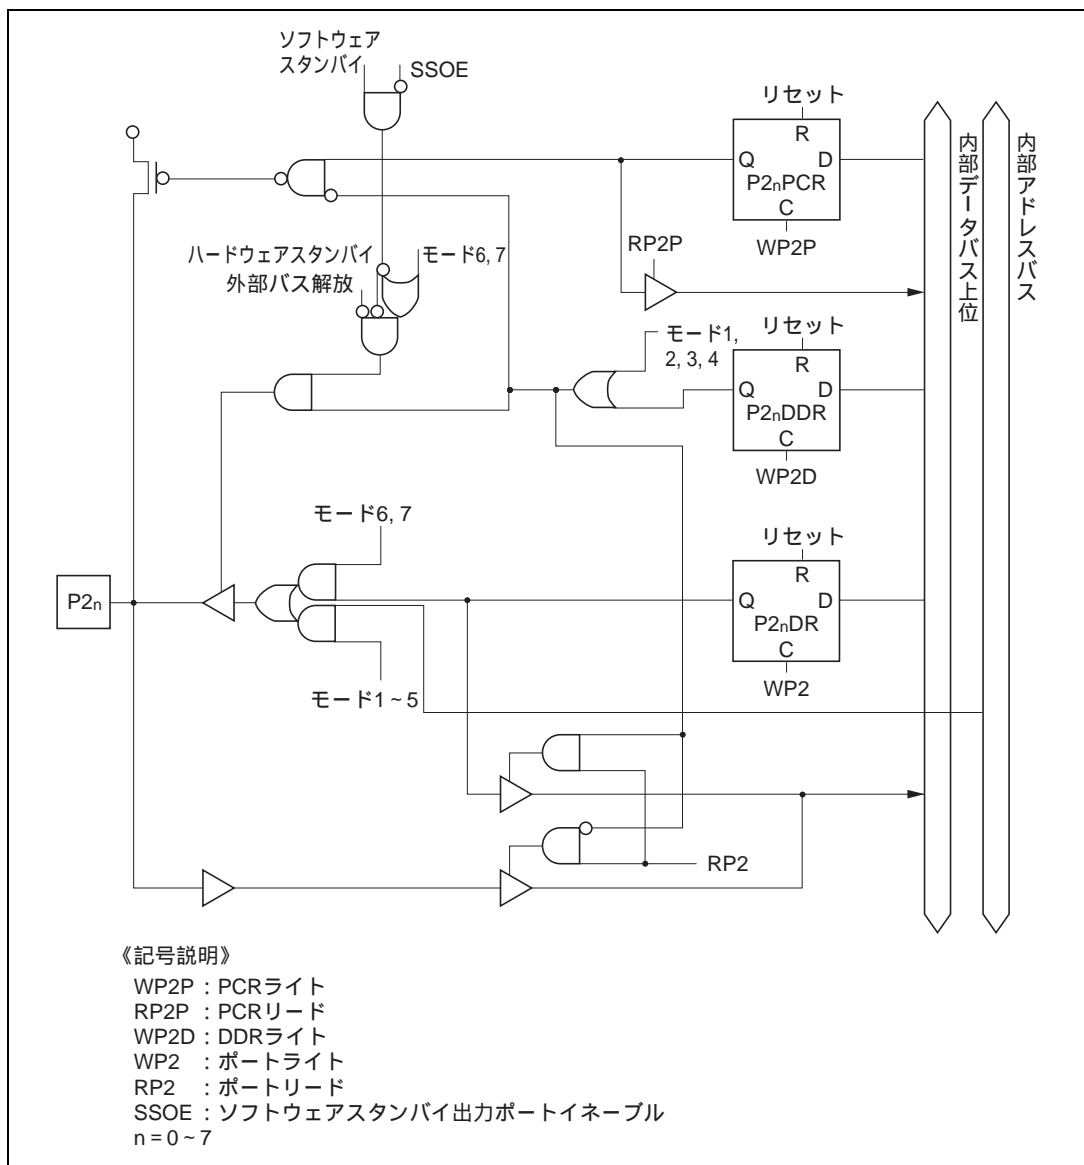 ソフトウェア
スタンバイ
SSOE
リセット
R
Q
D
P2nPCR
C
WP2P
RP2P
ハードウェアスタンバイ
外部バス解放
モード6, 7
モード1,
2, 3, 4
リセット
R
Q
D
P2nDDR
C
WP2D
モード6, 7
リセット
R
Q
D
P2nDR
C
WP2
P2n
モード1 ~ 5
RP2
内部データバス上位
内部アドレスバス
《記号説明》
WP2P : PCRライト
RP2P : PCRリード
WP2D : DDRライト
WP2 : ポートライト
RP2 : ポートリード
SSOE : ソフトウェアスタンバイ出力ポートイネーブル
n = 0 ~ 7